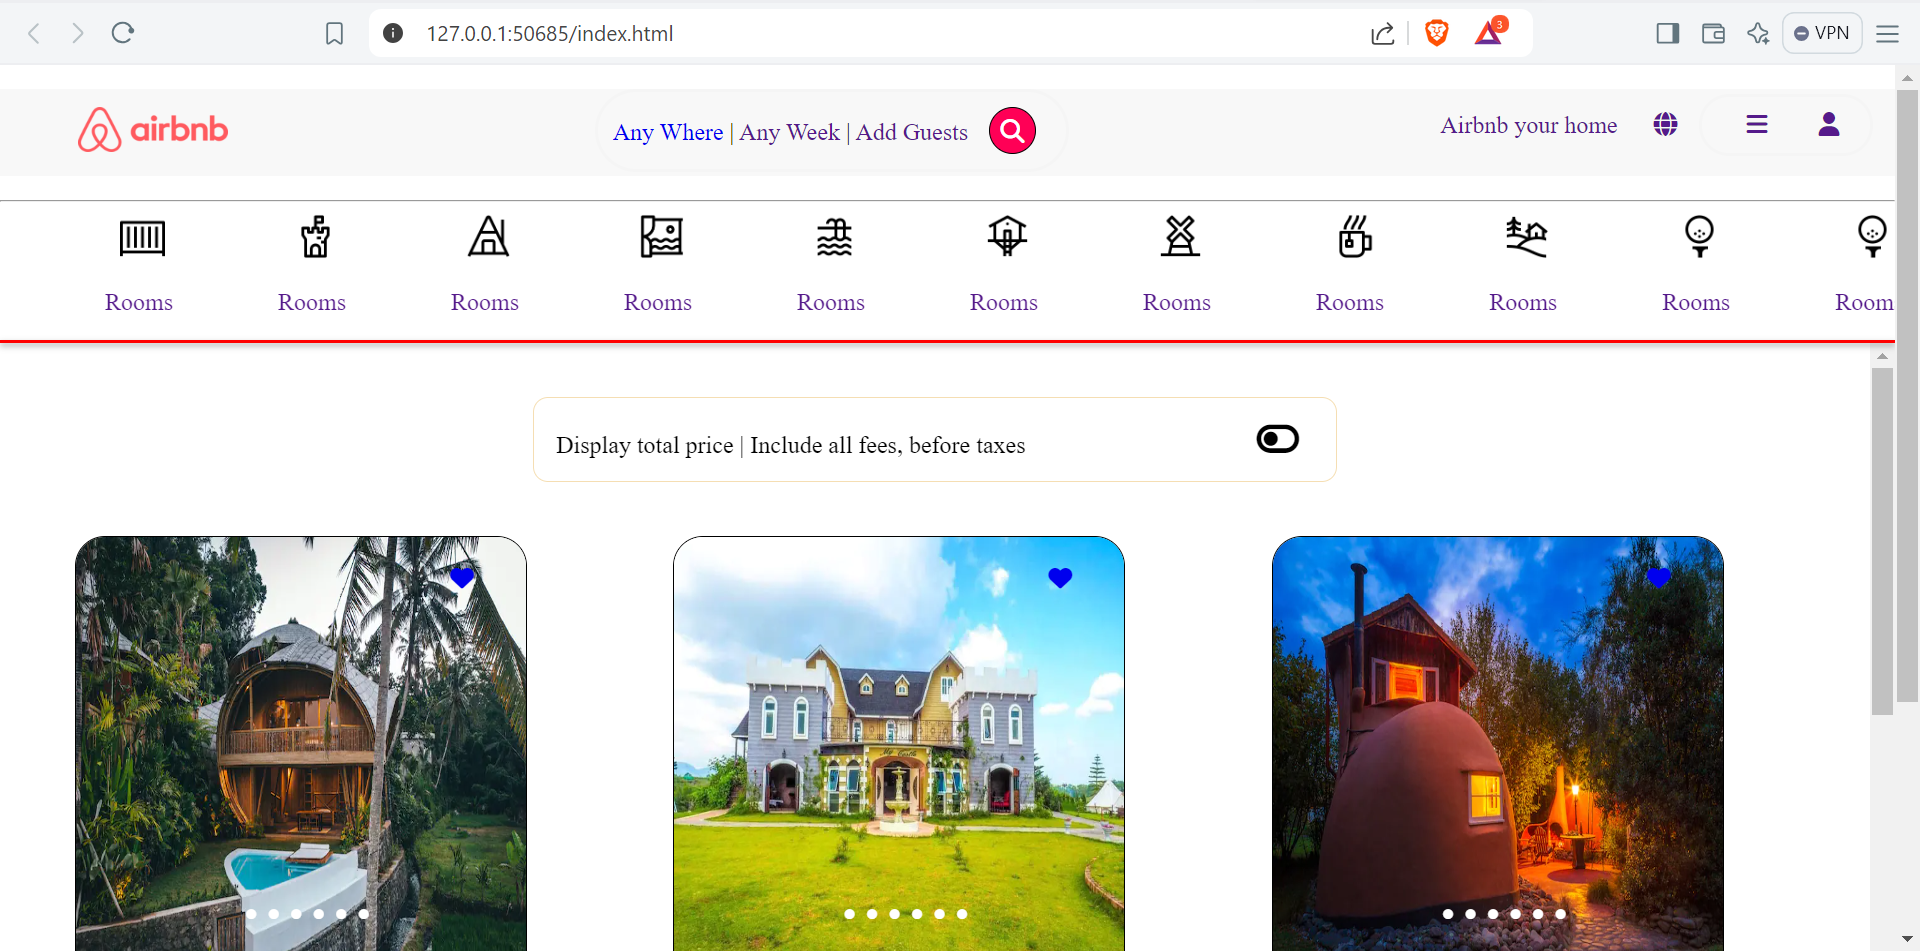 127.0.0.1:50685/index.html
3
VPN
airbnb
Any Where | Any Week | Add Guests
Airbnb your home
Rooms Rooms Rooms Rooms Rooms Rooms Rooms Rooms Rooms Rooms Room
Display total price | Include all fees, before taxes